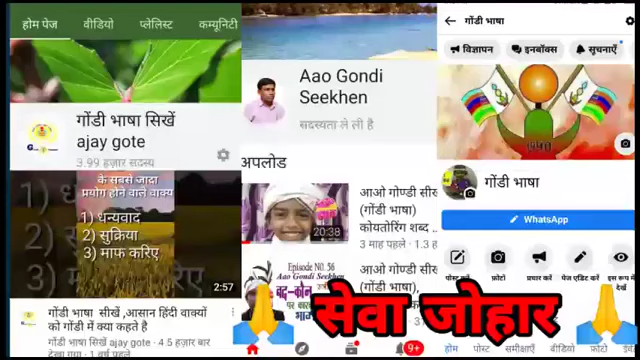 होम पेज वीडियो प्लेलिस्ट कम्युनिटी
गोंडी भाषा सिखें
ajay gote
3.99 हज़ार सदस्य
के सबसे जादा
प्रयोग होने वाले वाक्य
1) धन्यवाद
2) सुक्रिया
3) माफ करिए
2:57
गोंडी भाषा सिखें ,आसान हिंदी वाक्यों
को गोंडी में क्या कहते है
गोंडी भाषा सिखें • 4.5 हज़ार बार
देखा गया • 1 वर्ष पहले
Aao Gondi
Seekhen
सदस्यता ले ली है
अपलोड
20:38
आओ गोण्डी सीर
(गोंडी भाषा)
कोयतोरिंग शब्द ..
3 माह पहले • 1.3 ह
Episode NO. 56
Aao Gondi Seekhen
आओ गोण्
(गोंडी
9+
गोंडी भाषा
विज्ञापन इनबॉक्स सूचनाएँ
गोंडी भाषा
WhatsApp
पोस्ट करें फ़ोटो प्रचार करें पेज एडिट करें इस रूप में
होम पोस्ट समीक्षाएँ वीडियो फ़ोटो
सेवा जोहार